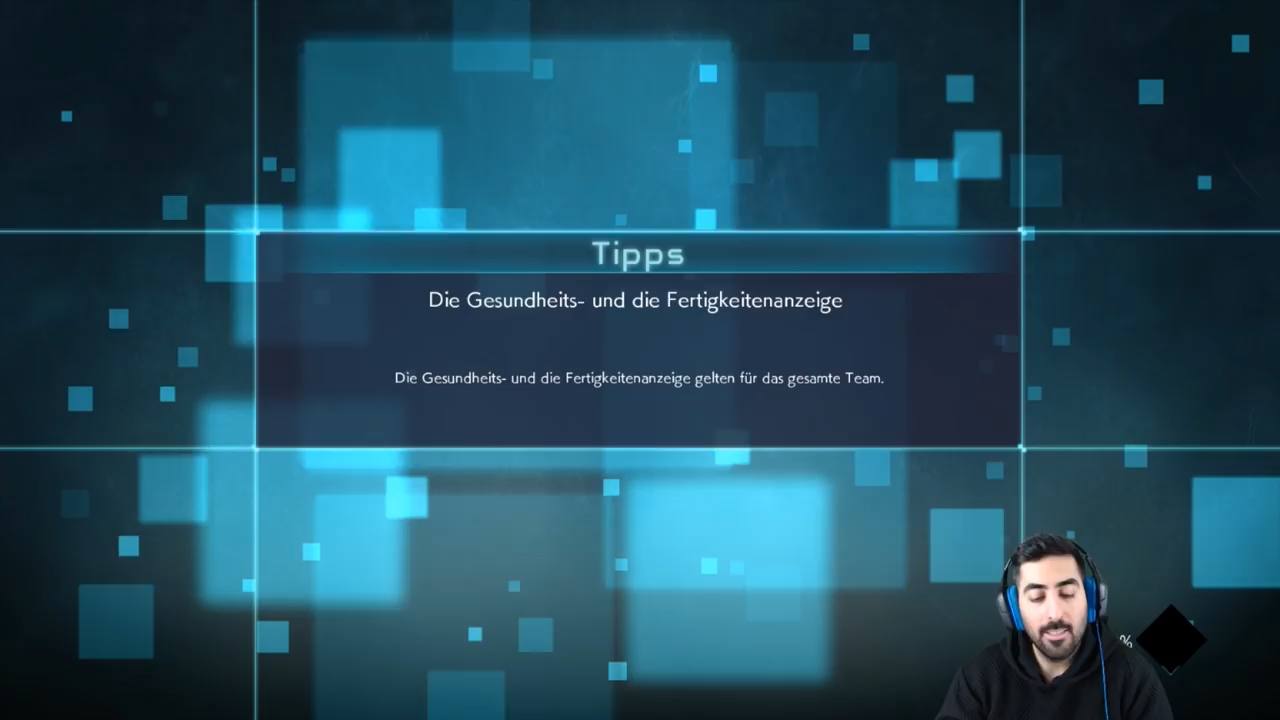 Tipps
Die Gesundheits- und die Fertigkeitenanzeige
Die Gesundheits- und die Fertigkeitenanzeige gelten für das gesamte Team.
%